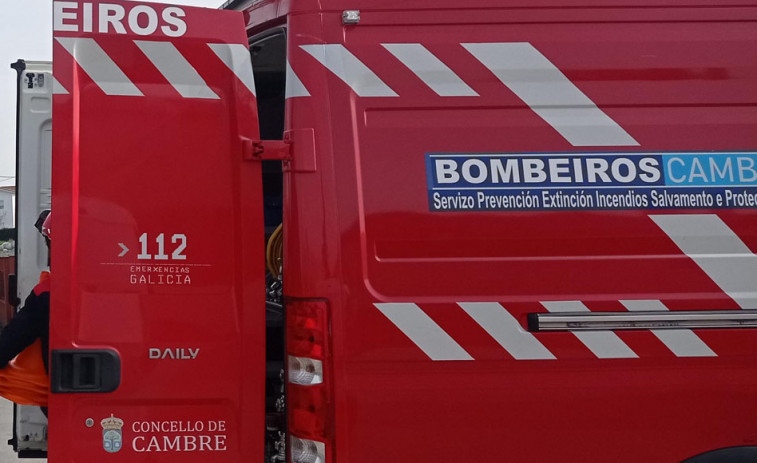 EIROS
BOMBEIROS CAMB
Servizo Prevención Extinción Incendios Salvamento e Protec
112
EMERXENCIAS
GALICIA
DAILY
CONCELLO DE
CAMBRE